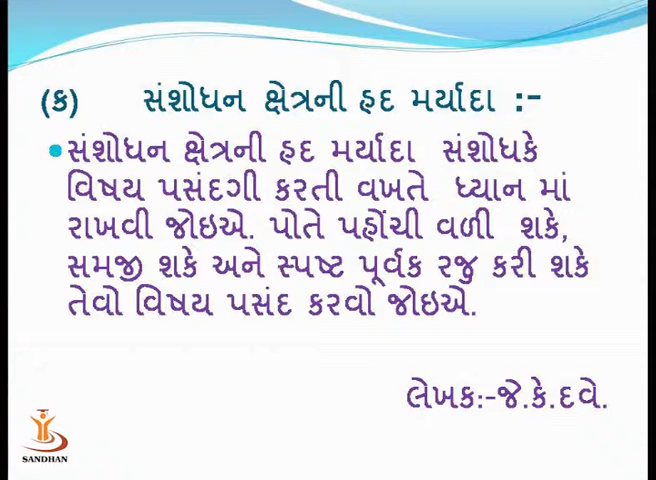 (ક) સંશોધન ક્ષેત્રની હદ મર્યાદા :-
સંશોધન ક્ષેત્રની હદ મર્યાદા સંશોધકે
વિષય પસંદગી કરતી વખતે ધ્યાન માં
રાખવી જોઇએ. પોતે પહોંચી વળી શકે,
સમજી શકે અને સ્પષ્ટ પૂર્વક રજુ કરી શકે
તેવો વિષય પસંદ કરવો જોઇએ.
લેખક:-જે.કે.દવે.
SANDHAN